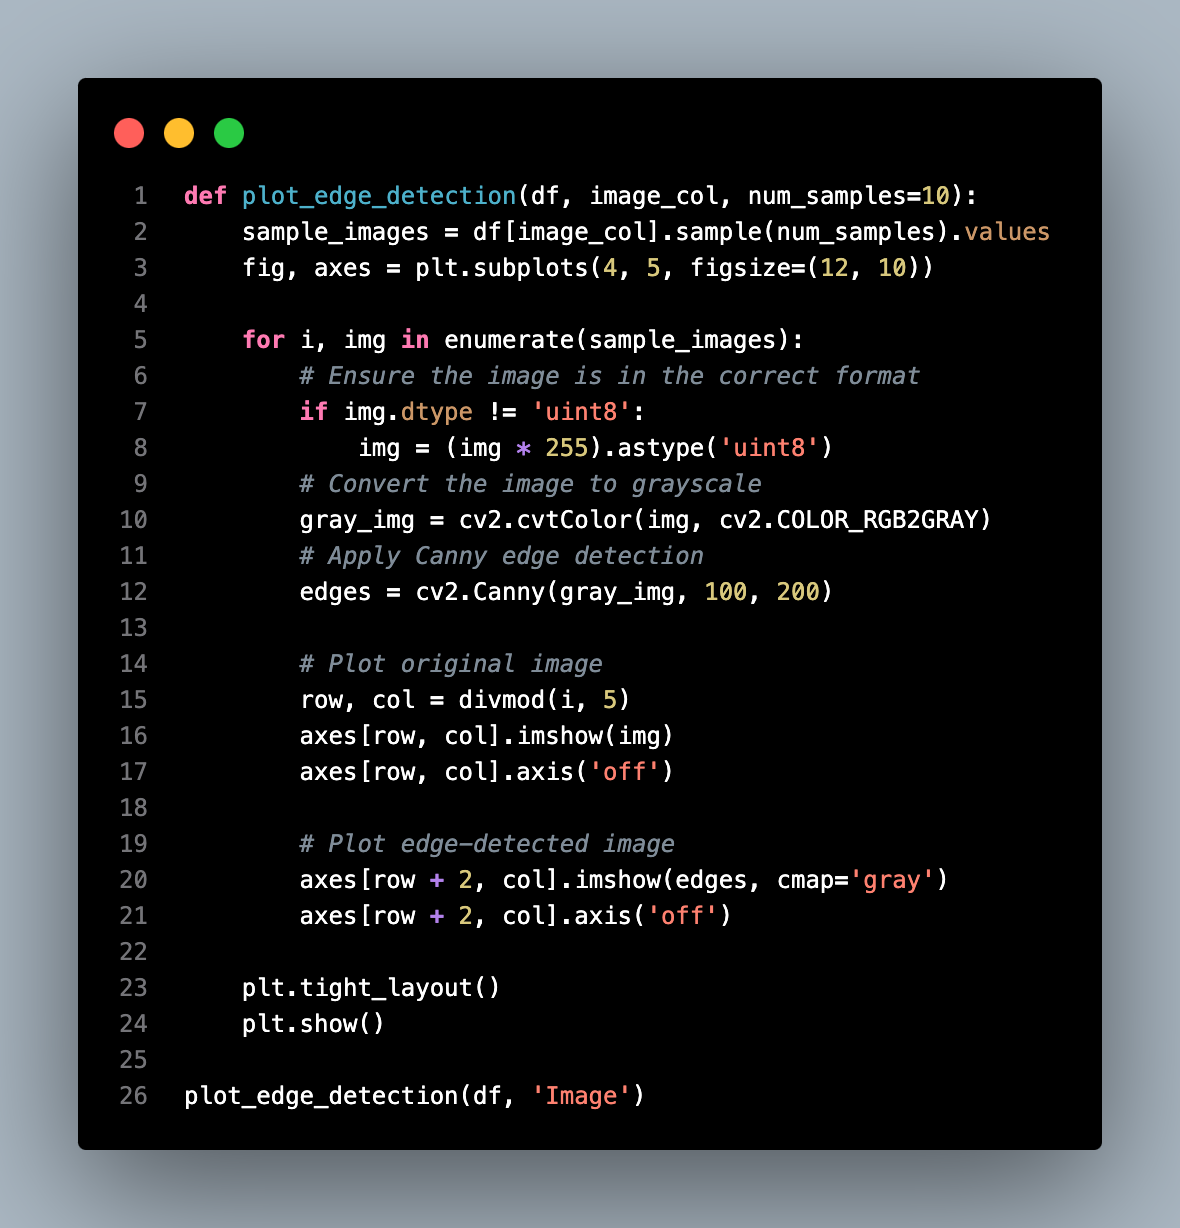 1 def plot_edge_detection(df, image_col, num_samples=10):
2     sample_images = df[image_col].sample(num_samples).values
3     fig, axes = plt.subplots(4, 5, figsize=(12, 10))
4
5     for i, img in enumerate(sample_images):
6         # Ensure the image is in the correct format
7         if img.dtype != 'uint8':
8             img = (img * 255).astype('uint8')
9         # Convert the image to grayscale
10         gray_img = cv2.cvtColor(img, cv2.COLOR_RGB2GRAY)
11         # Apply Canny edge detection
12         edges = cv2.Canny(gray_img, 100, 200)
13
14         # Plot original image
15         row, col = divmod(i, 5)
16         axes[row, col].imshow(img)
17         axes[row, col].axis('off')
18
19         # Plot edge-detected image
20         axes[row + 2, col].imshow(edges, cmap='gray')
21         axes[row + 2, col].axis('off')
22
23     plt.tight_layout()
24     plt.show()
25
26 plot_edge_detection(df, 'Image')